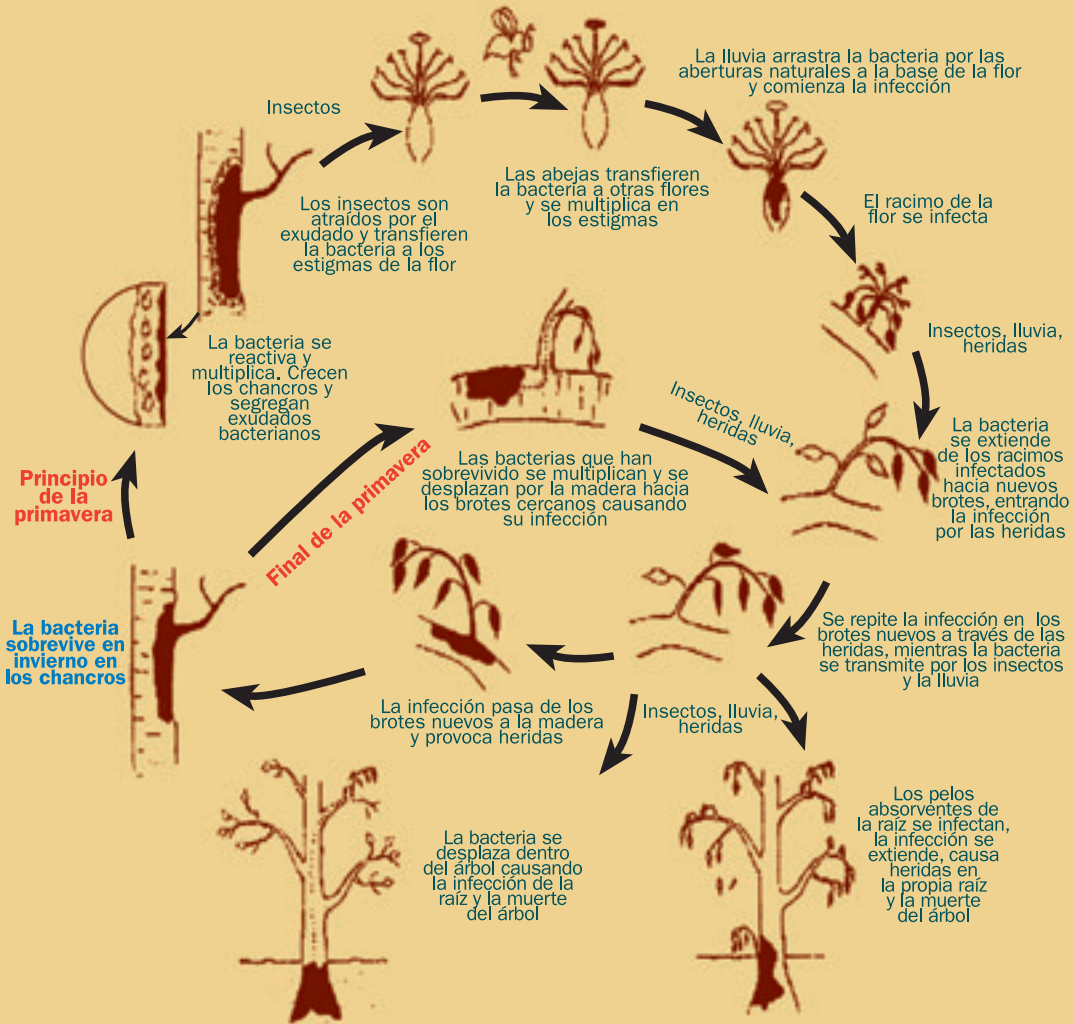 La lluvia arrastra la bacteria por las
aberturas naturales a la base de la flor
y comienza la infección
Insectos
Las abejas transfieren
la bacteria a otras flores
y se multiplica en
los estigmas
El racimo de la
flor se infecta
Los insectos son
atraídos por el
exudado y transfieren
la bacteria a los
estigmas de la flor
Insectos, lluvia,
heridas
La bacteria se
reactiva y
multiplica. Crecen
los chancros y
segregan
exudados
bacterianos
Insectos, lluvia,
heridas
La bacteria
se extiende
de los racimos
infectados
hacia nuevos
brotes, entrando
la infección
por las heridas
Las bacterias que han
sobrevivido se multiplican y se
desplazan por la madera hacia
los brotes cercanos causando
su infección
Principio
de la
primavera
Final de la primavera
La bacteria
sobrevive en
invierno en
los chancros
Se repite la infección en los
brotes nuevos a través de las
heridas, mientras la bacteria
se transmite por los insectos
y la lluvia
La infección pasa de los
brotes nuevos a la madera
y provoca heridas
Insectos, lluvia,
heridas
La bacteria se
desplaza dentro
del árbol causando
la infección de la
raíz y la muerte
del árbol
Los pelos
absorventes de
la raíz se infectan,
la infección se
extiende, causa
heridas en
la propia raíz
y la muerte
del árbol